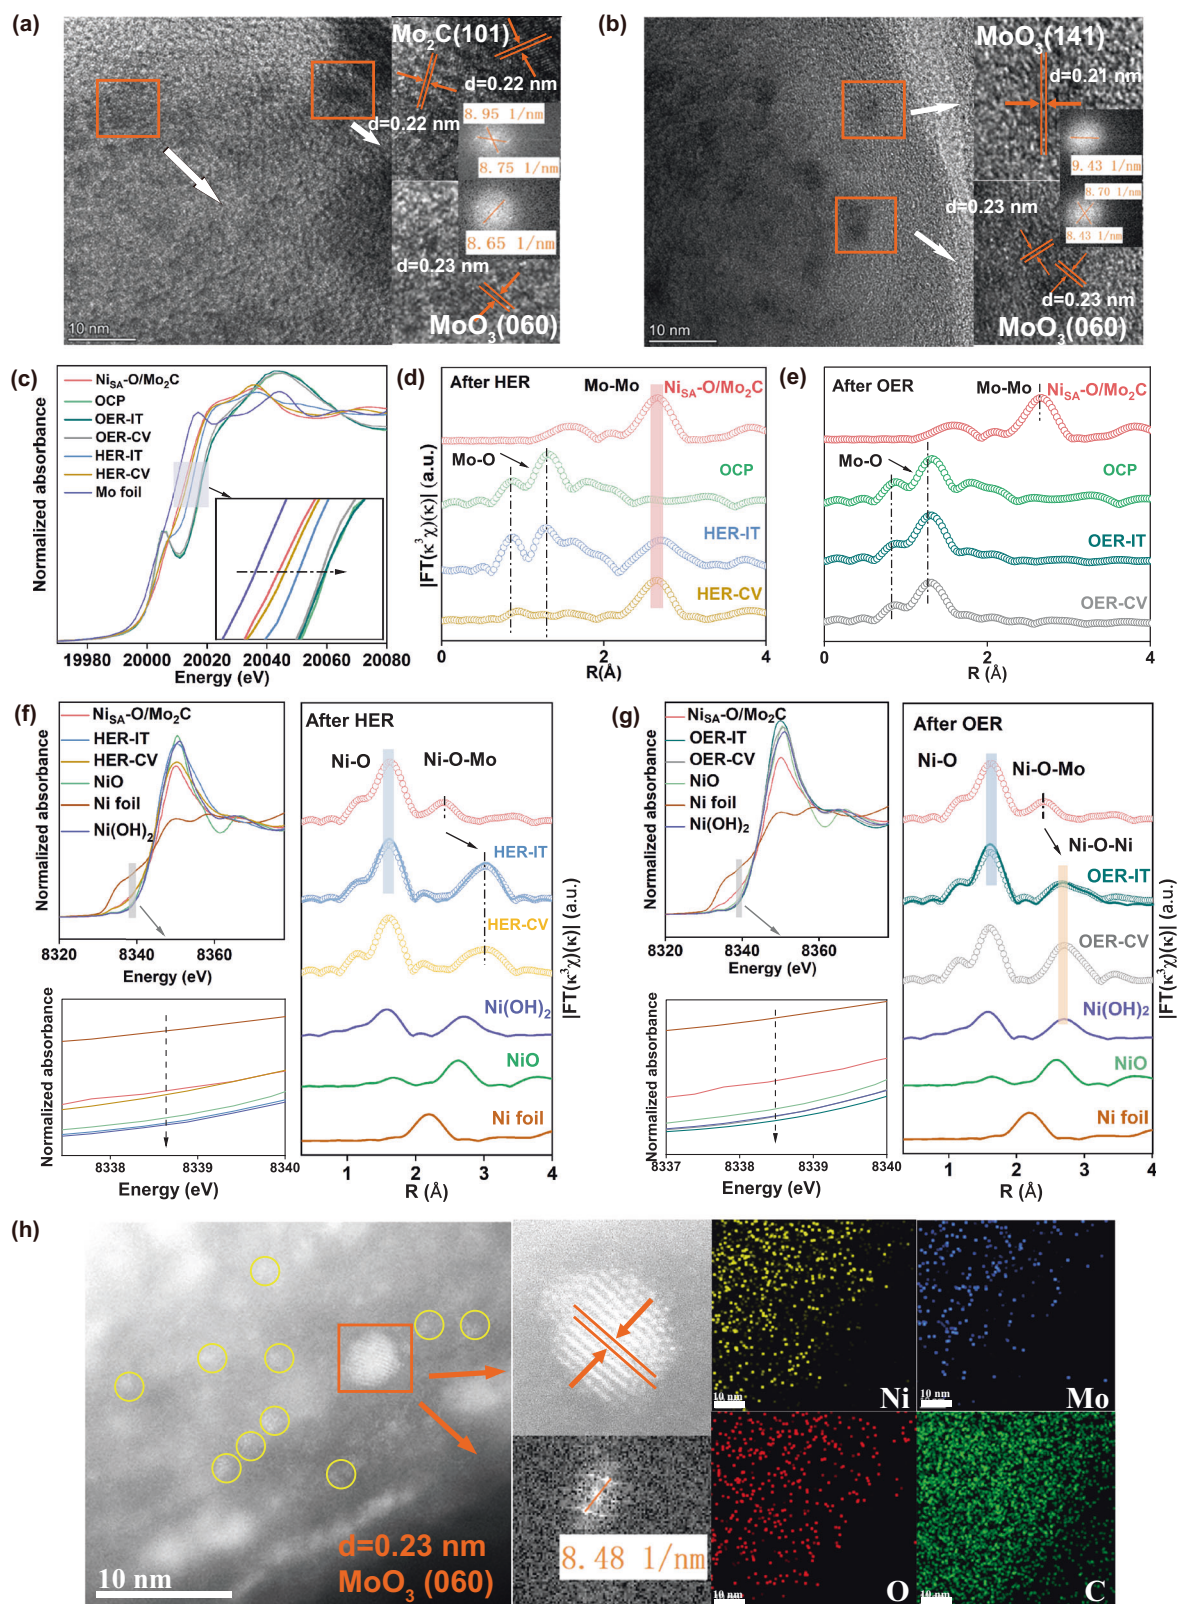 (a)
Mo2C(101)
d=0.22 nm
d=0.22 nm
8.95 1/nm
8.75 1/nm
8.65 1/nm
d=0.23 nm
10 nm
MoO3(060)
(b)
MoO3(141)
d=0.21 nm
9.43 1/nm
8.70 1/nm
d=0.23 nm
8.43 1/nm
d=0.23 nm
10 nm
MoO3(060)
(c)
Normalized absorbance
NiSA-O/Mo2C
OCP
OER-IT
OER-CV
HER-IT
HER-CV
Mo foil
19980 20000 20020 20040 20060 20080
Energy (eV)
(d)
After HER
Mo-Mo
NiSA-O/Mo2C
Mo-O
OCP
HER-IT
HER-CV
|FT(κ3χ)(κ)| (a.u.)
0 2 4
R(Å)
(e)
After OER
Mo-Mo
NiSA-O/Mo2C
Mo-O
OCP
OER-IT
OER-CV
0 2 4
R (Å)
(f)
Normalized absorbance
NiSA-O/Mo2C
HER-IT
HER-CV
NiO
Ni foil
Ni(OH)2
8320 8340 8360
Energy (eV)
Normalized absorbance
8338 8339 8340
Energy (eV)
After HER
Ni-O
Ni-O-Mo
HER-IT
HER-CV
Ni(OH)2
NiO
Ni foil
|FT(κ3χ)(κ)| (a.u.)
1 2 3 4
R (Å)
(g)
Normalized absorbance
NiSA-O/Mo2C
OER-IT
OER-CV
NiO
Ni foil
Ni(OH)2
8320 8340 8360
Energy (eV)
Normalized absorbance
8337 8338 8339 8340
Energy (eV)
After OER
Ni-O
Ni-O-Mo
Ni-O-Ni
OER-IT
OER-CV
Ni(OH)2
NiO
Ni foil
|FT(κ3χ)(κ)| (a.u.)
1 2 3 4
R (Å)
(h)
d=0.23 nm
MoO3 (060)
10 nm
8.48 1/nm
10 nm
Ni
10 nm
Mo
10 nm
O
10 nm
C